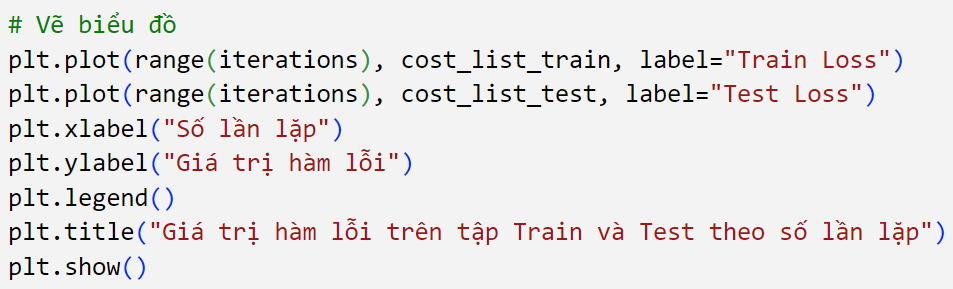 # Vẽ biểu đồ
plt.plot(range(iterations), cost_list_train, label="Train Loss")
plt.plot(range(iterations), cost_list_test, label="Test Loss")
plt.xlabel("Số lần lặp")
plt.ylabel("Giá trị hàm lỗi")
plt.legend()
plt.title("Giá trị hàm lỗi trên tập Train và Test theo số lần lặp")
plt.show()